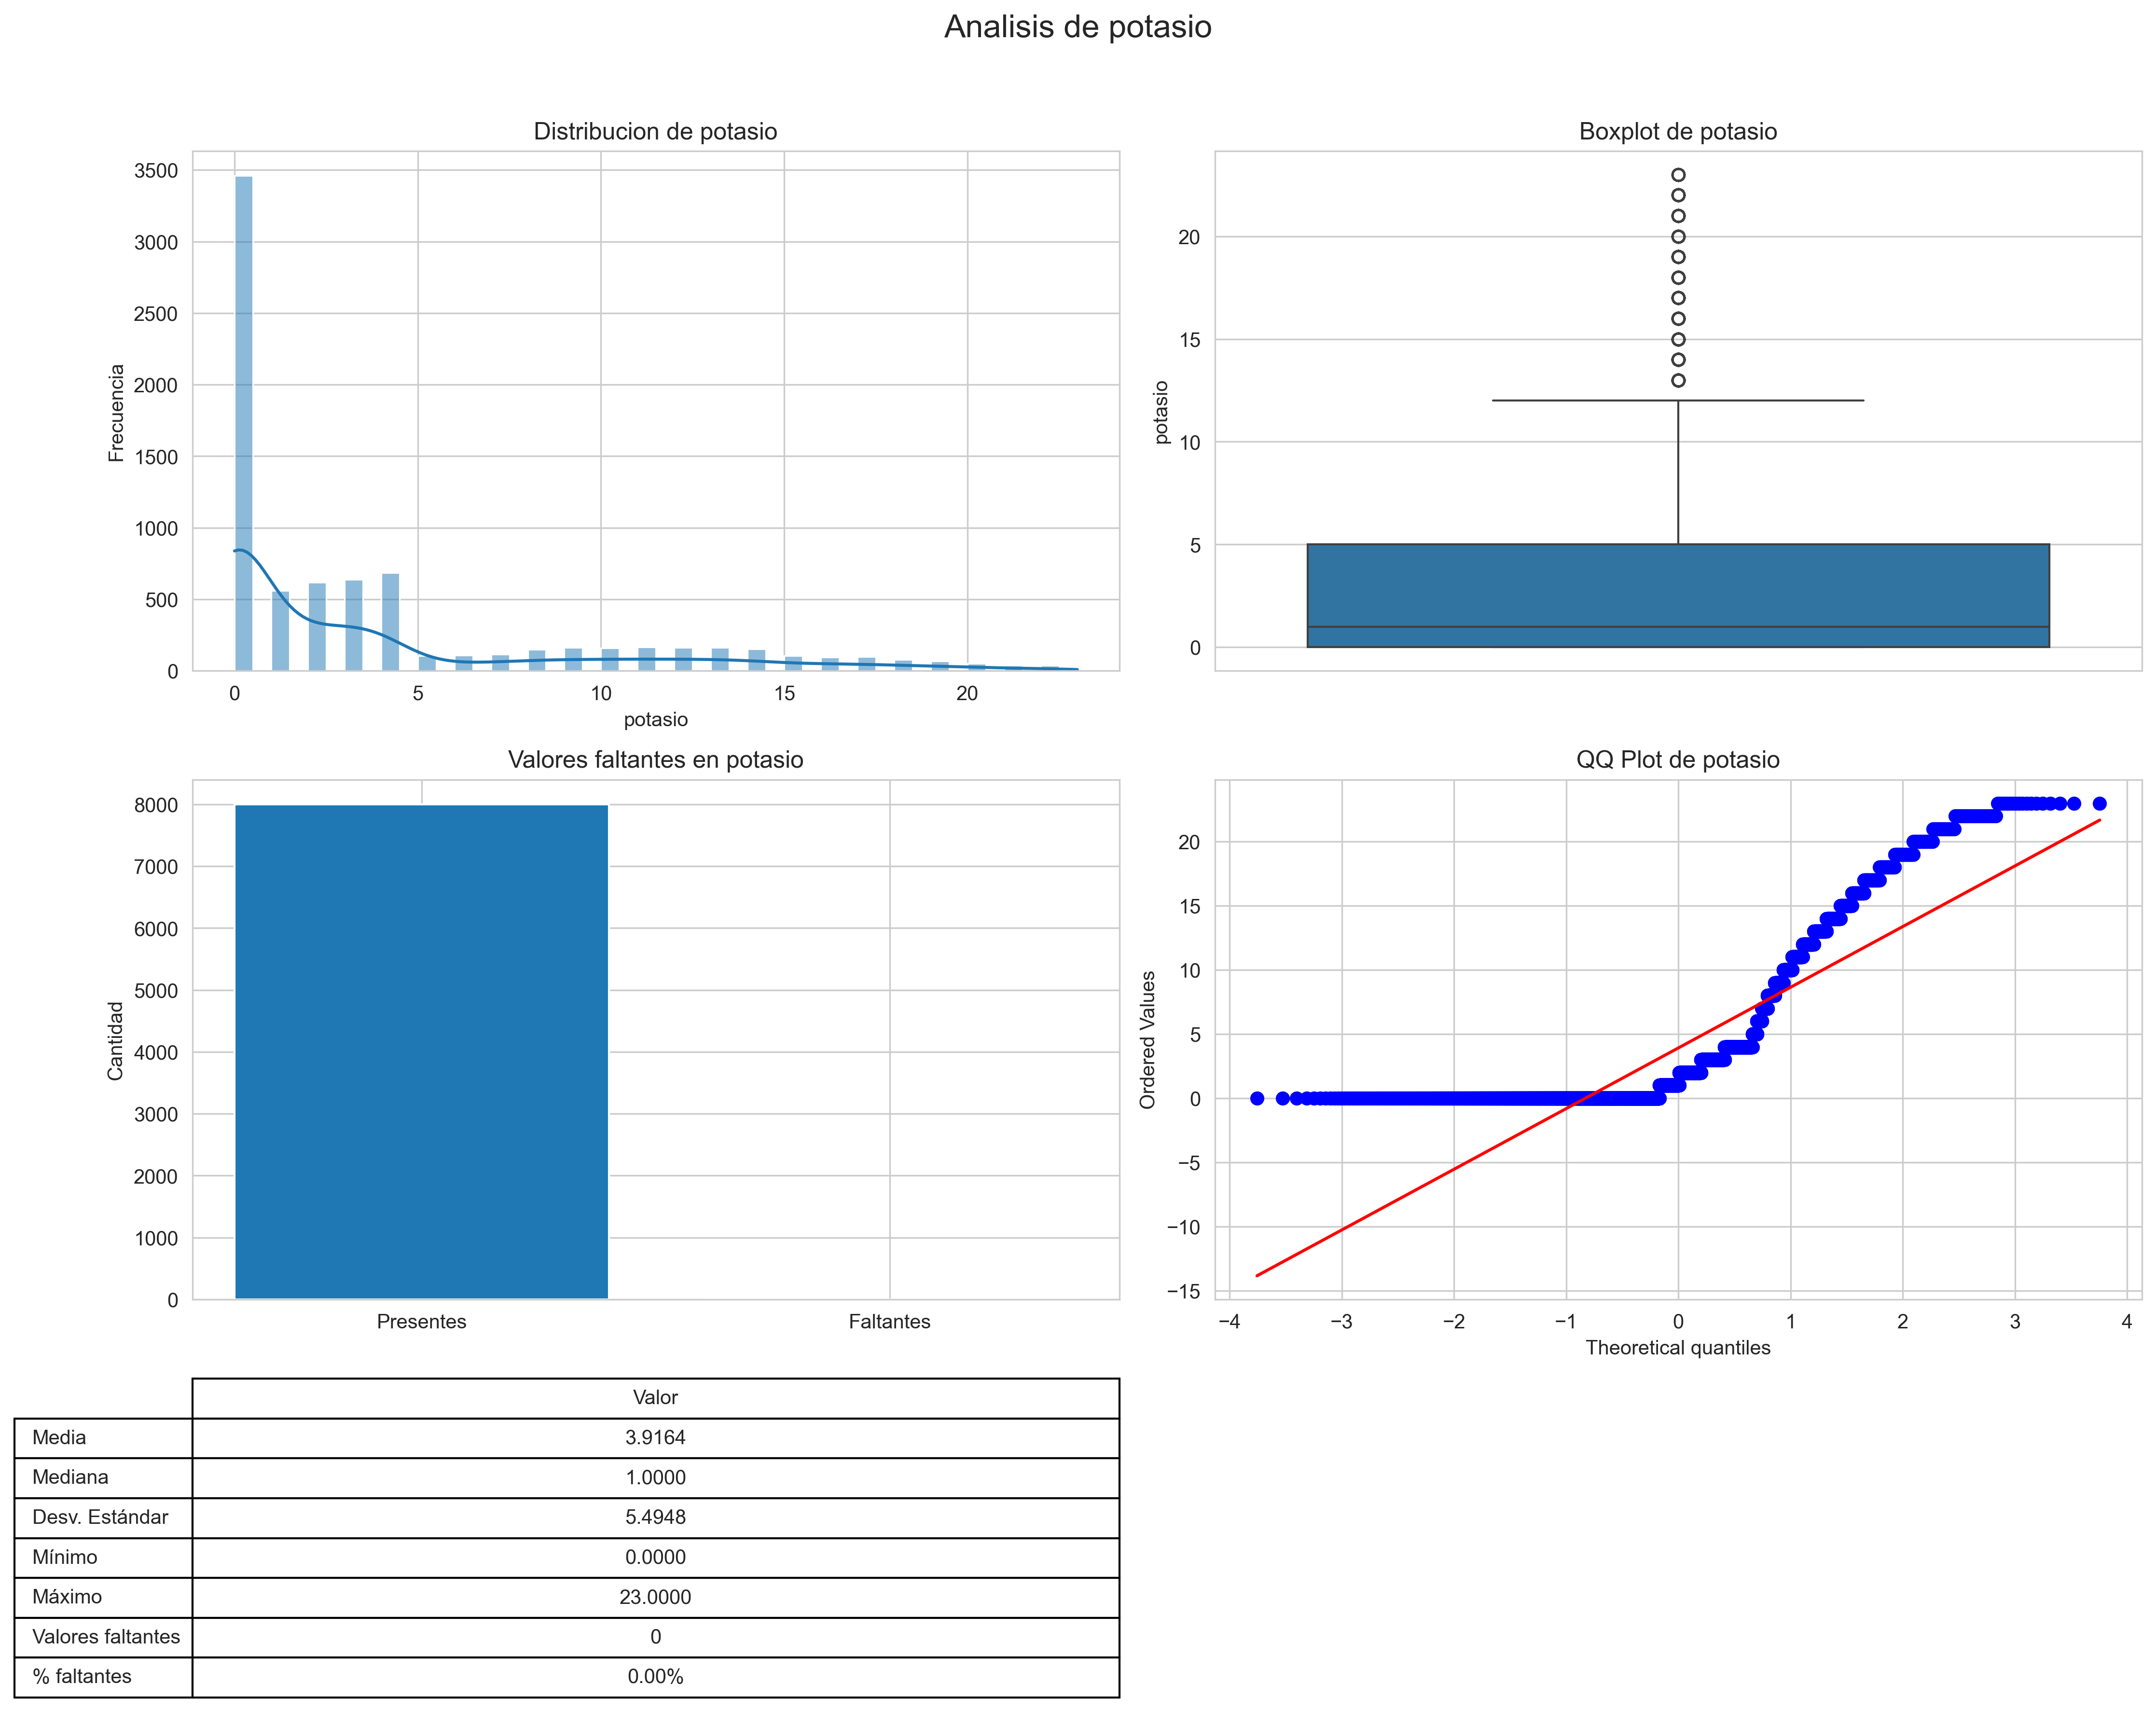 Analisis de potasio
Distribucion de potasio
3500
3000
2500
2000
1500
1000
500
0
Frecuencia
0 5 10 15 20
potasio
Boxplot de potasio
20
15
10
5
0
potasio
Valores faltantes en potasio
8000
7000
6000
5000
4000
3000
2000
1000
0
Cantidad
Presentes Faltantes
QQ Plot de potasio
20
15
10
5
0
−5
−10
−15
Ordered Values
−4 −3 −2 −1 0 1 2 3 4
Theoretical quantiles
Valor
Media 3.9164
Mediana 1.0000
Desv. Estándar 5.4948
Mínimo 0.0000
Máximo 23.0000
Valores faltantes 0
% faltantes 0.00%